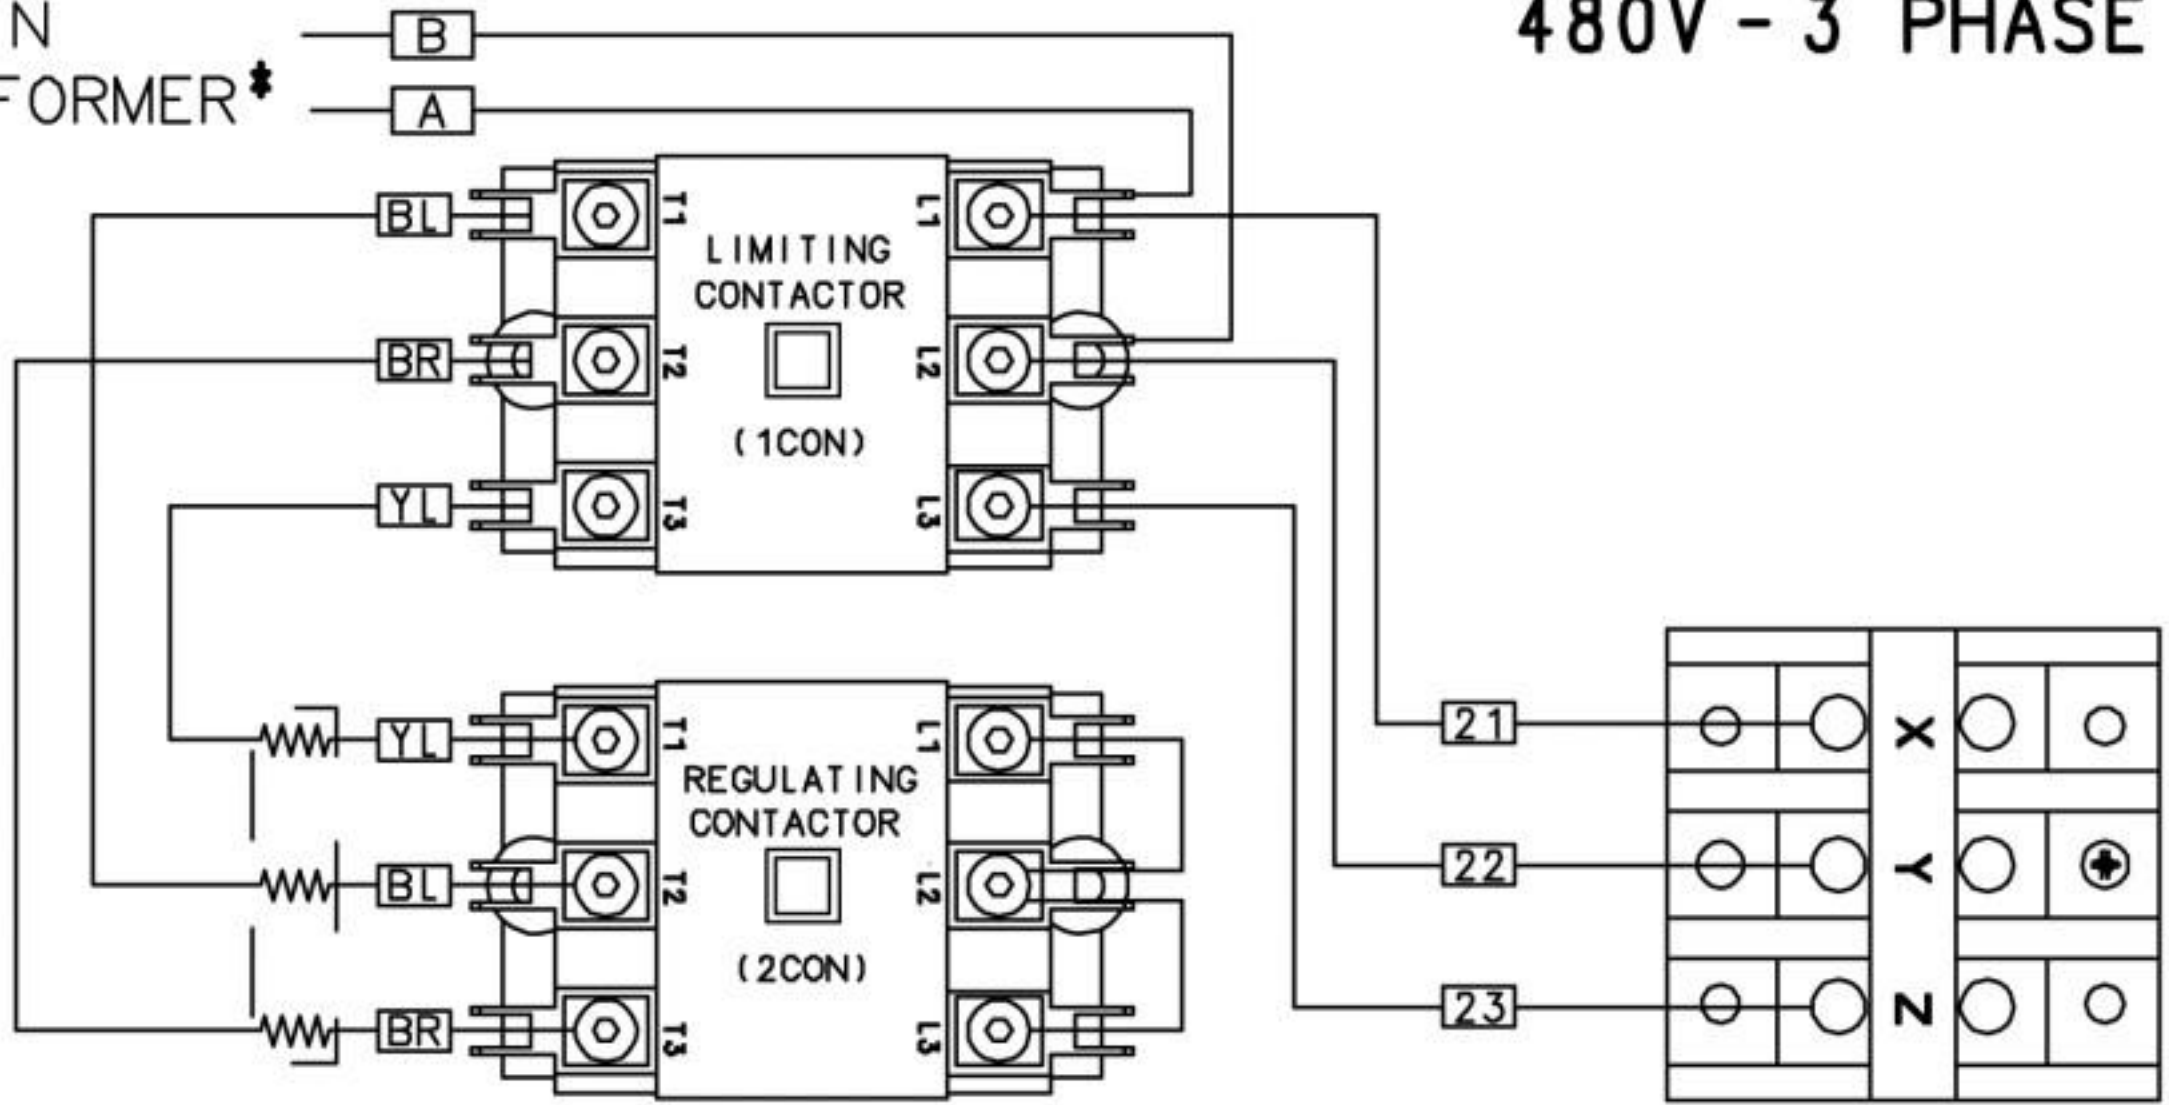 N
FORMER*
B
A
480V - 3 PHASE
BL
T1
L1
LIMITING
CONTACTOR
BR
T2
L2
(1CON)
YL
T3
L3
YL
T1
L1
21
X
REGULATING
CONTACTOR
BL
T2
L2
22
Y
(2CON)
BR
T3
L3
23
Z